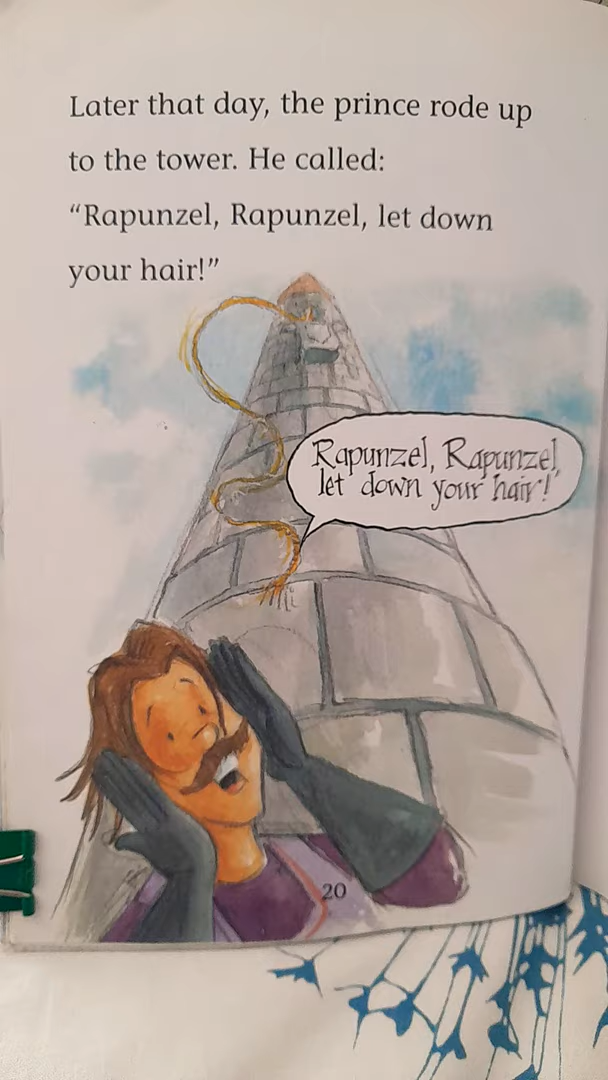 Later that day, the prince rode up
to the tower. He called:
“Rapunzel, Rapunzel, let down
your hair!”
Rapunzel, Rapunzel,
let down your hair!
20